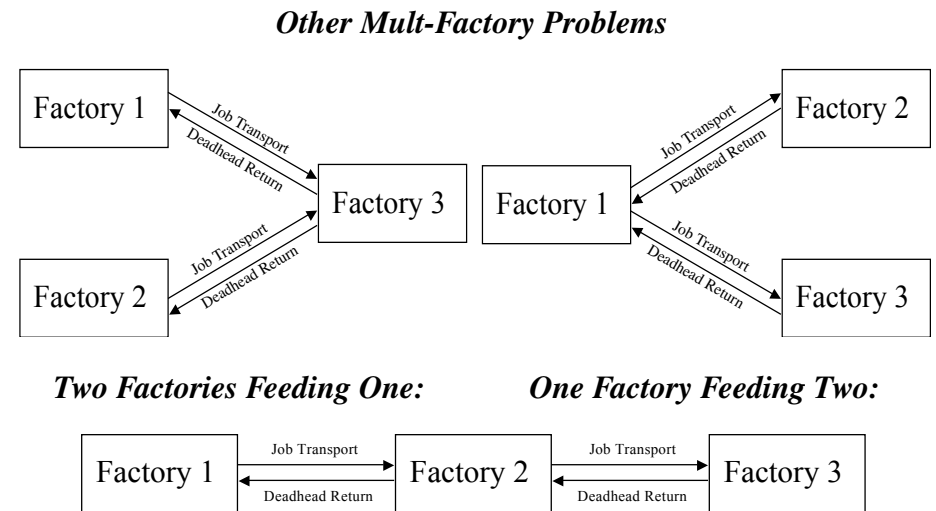 Other Mult-Factory Problems
Factory 1
Job Transport
Deadhead Return
Factory 3
Job Transport
Deadhead Return
Factory 2
Factory 1
Job Transport
Deadhead Return
Factory 2
Job Transport
Deadhead Return
Factory 3
Two Factories Feeding One:
One Factory Feeding Two:
Factory 1
Job Transport
Deadhead Return
Factory 2
Job Transport
Deadhead Return
Factory 3